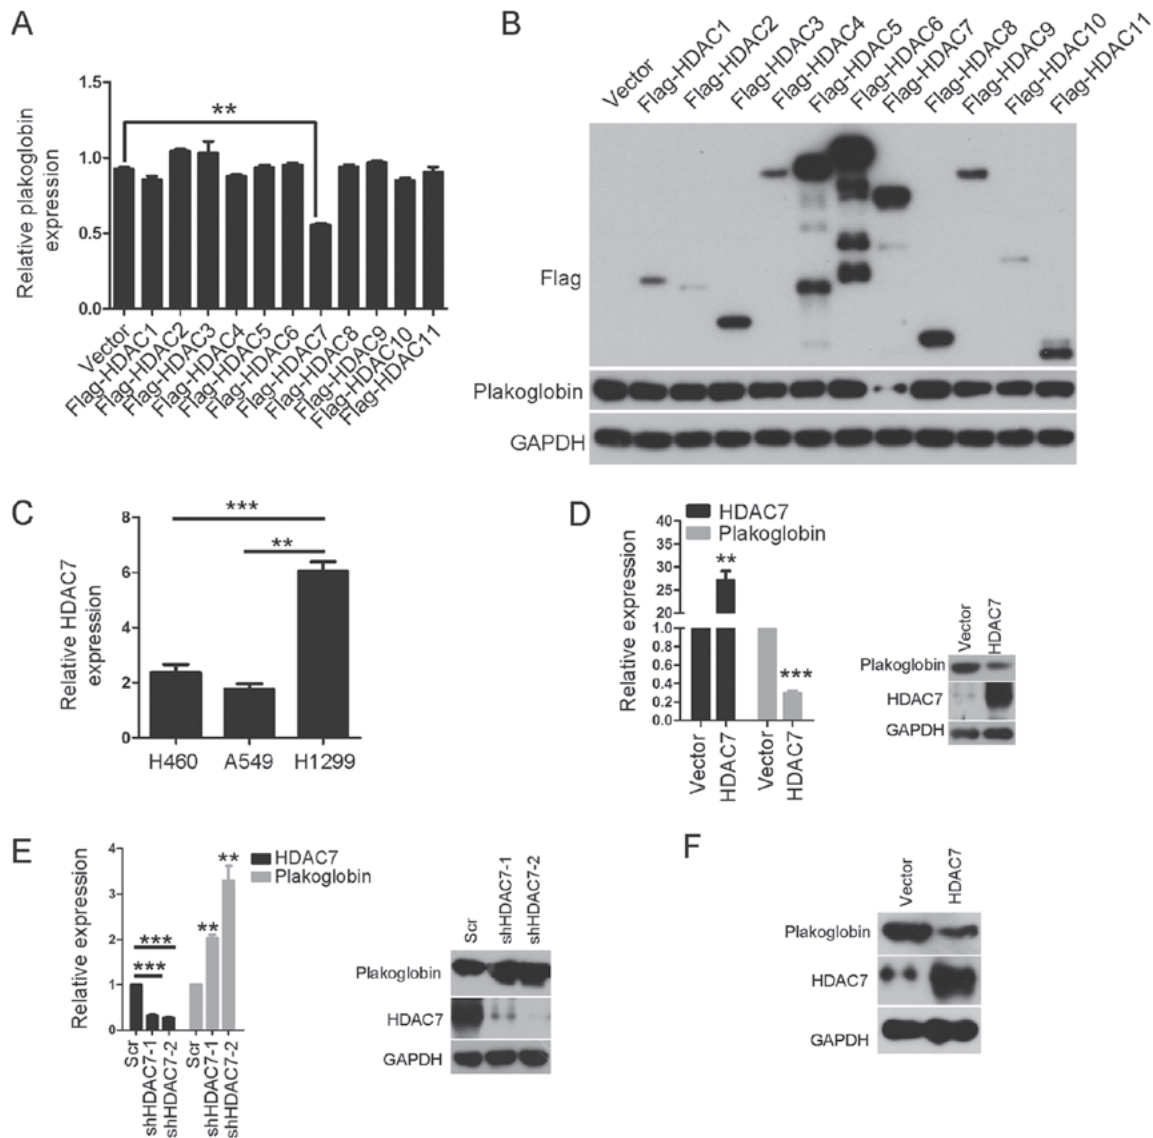 A
Relative plakoglobin
expression
1.5
1.0
0.5
0.0
**
Vector
Flag-HDAC1
Flag-HDAC2
Flag-HDAC3
Flag-HDAC4
Flag-HDAC5
Flag-HDAC6
Flag-HDAC7
Flag-HDAC8
Flag-HDAC9
Flag-HDAC10
Flag-HDAC11
B
Vector
Flag-HDAC1
Flag-HDAC2
Flag-HDAC3
Flag-HDAC4
Flag-HDAC5
Flag-HDAC6
Flag-HDAC7
Flag-HDAC8
Flag-HDAC9
Flag-HDAC10
Flag-HDAC11
Flag
Plakoglobin
GAPDH
C
Relative HDAC7
expression
8
6
4
2
0
***
**
H460 A549 H1299
D
Relative expression
40
35
30
25
20
1.0
0.8
0.6
0.4
0.2
0.0
HDAC7
Plakoglobin
**
***
Vector
HDAC7
Vector
HDAC7
Vector
HDAC7
Plakoglobin
HDAC7
GAPDH
E
Relative expression
4
3
2
1
0
HDAC7
Plakoglobin
***
***
**
**
Scr
shHDAC7-1
shHDAC7-2
Scr
shHDAC7-1
shHDAC7-2
Scr
shHDAC7-1
shHDAC7-2
Plakoglobin
HDAC7
GAPDH
F
Vector
HDAC7
Plakoglobin
HDAC7
GAPDH